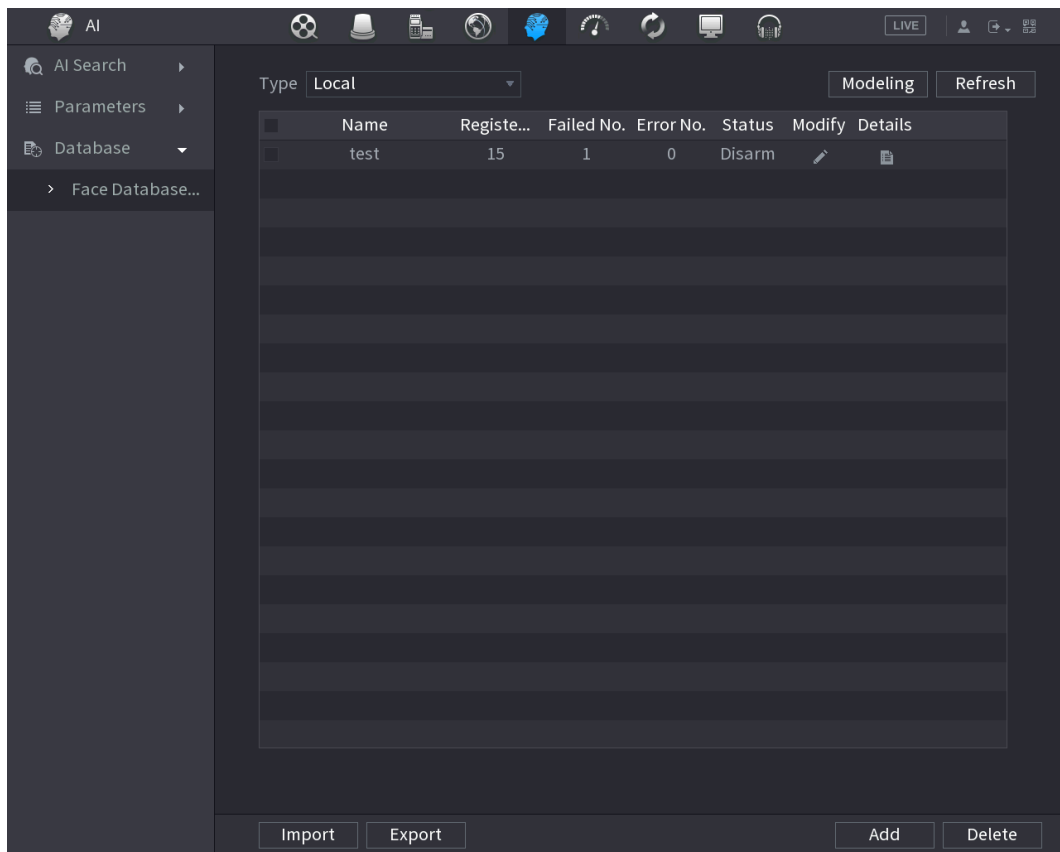 AI LIVE
AI Search
Parameters
Database
Face Database...
Type Local Modeling Refresh
Name Registe... Failed No. Error No. Status Modify Details
test 15 1 0 Disarm
Import Export Add Delete